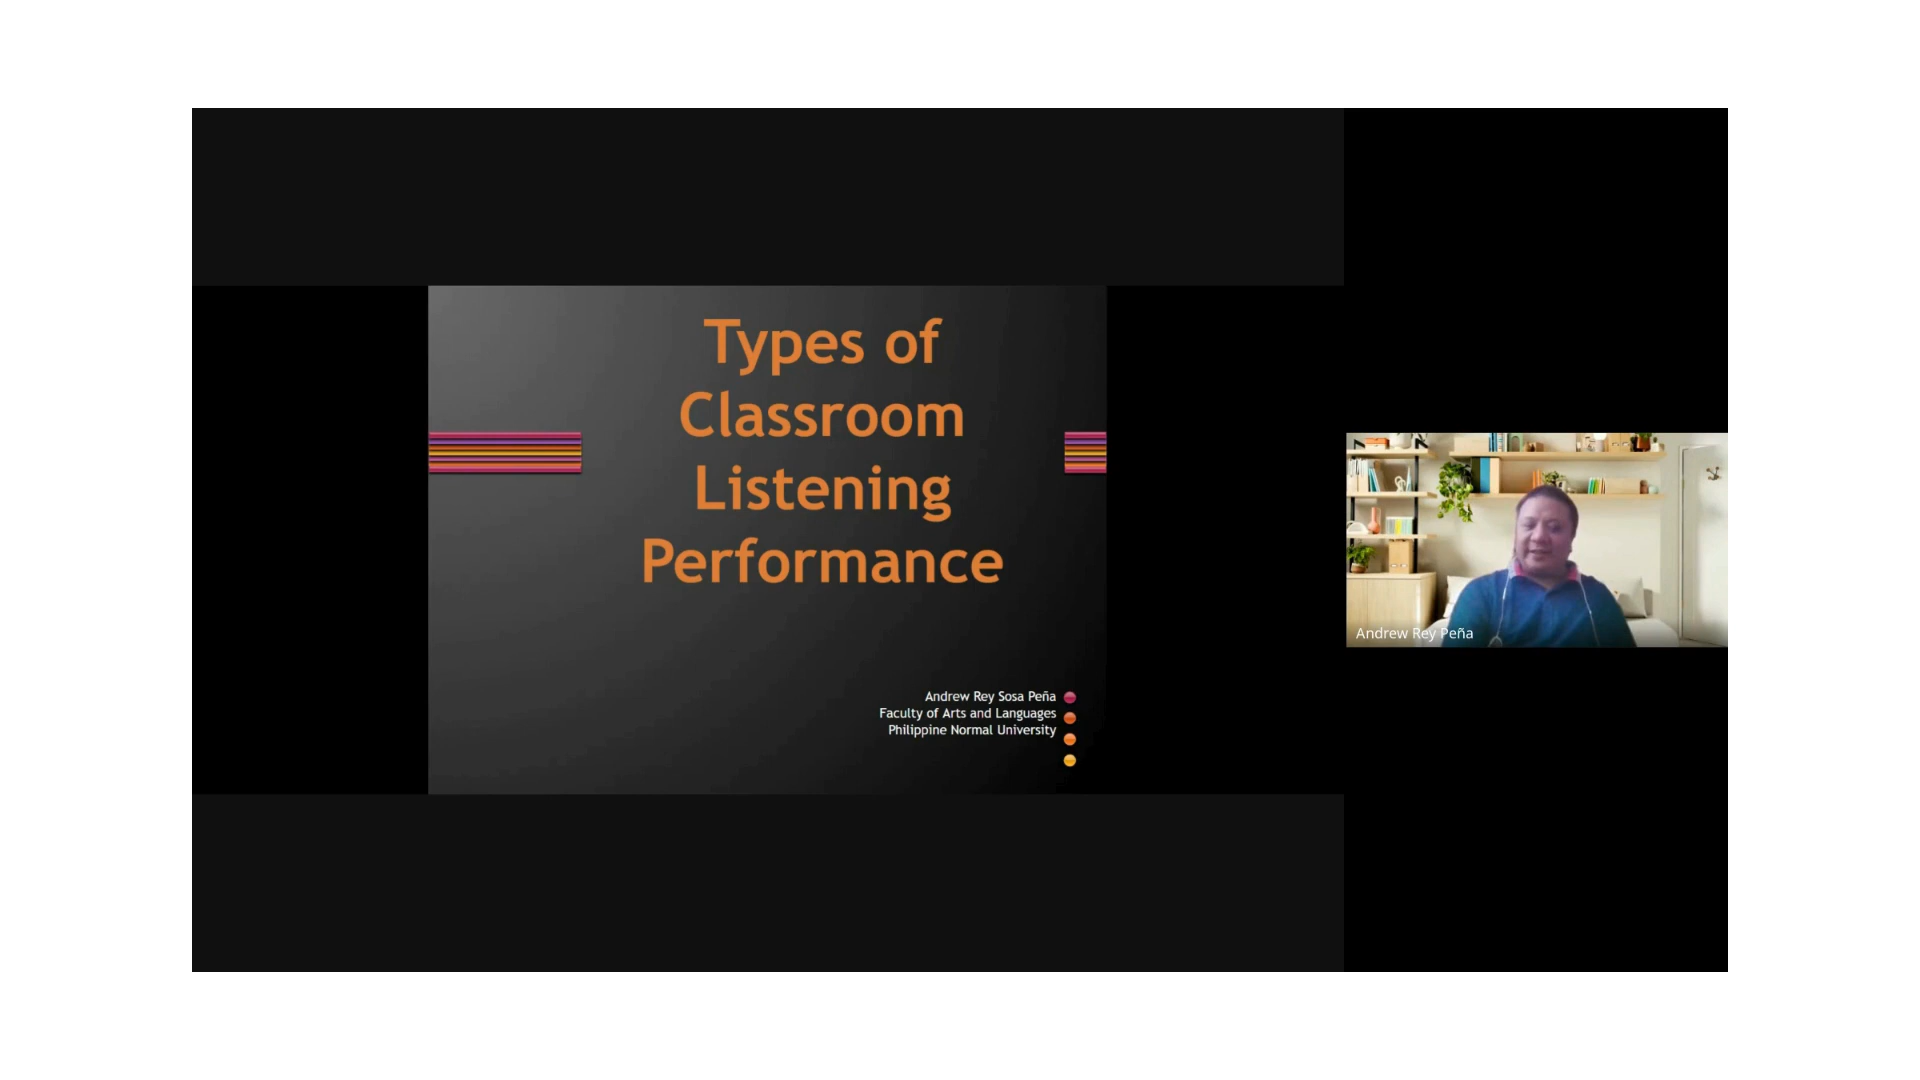 Types of
Classroom
Listening
Performance
Andrew Rey Sosa Peña
Faculty of Arts and Languages
Philippine Normal University
Andrew Rey Peña